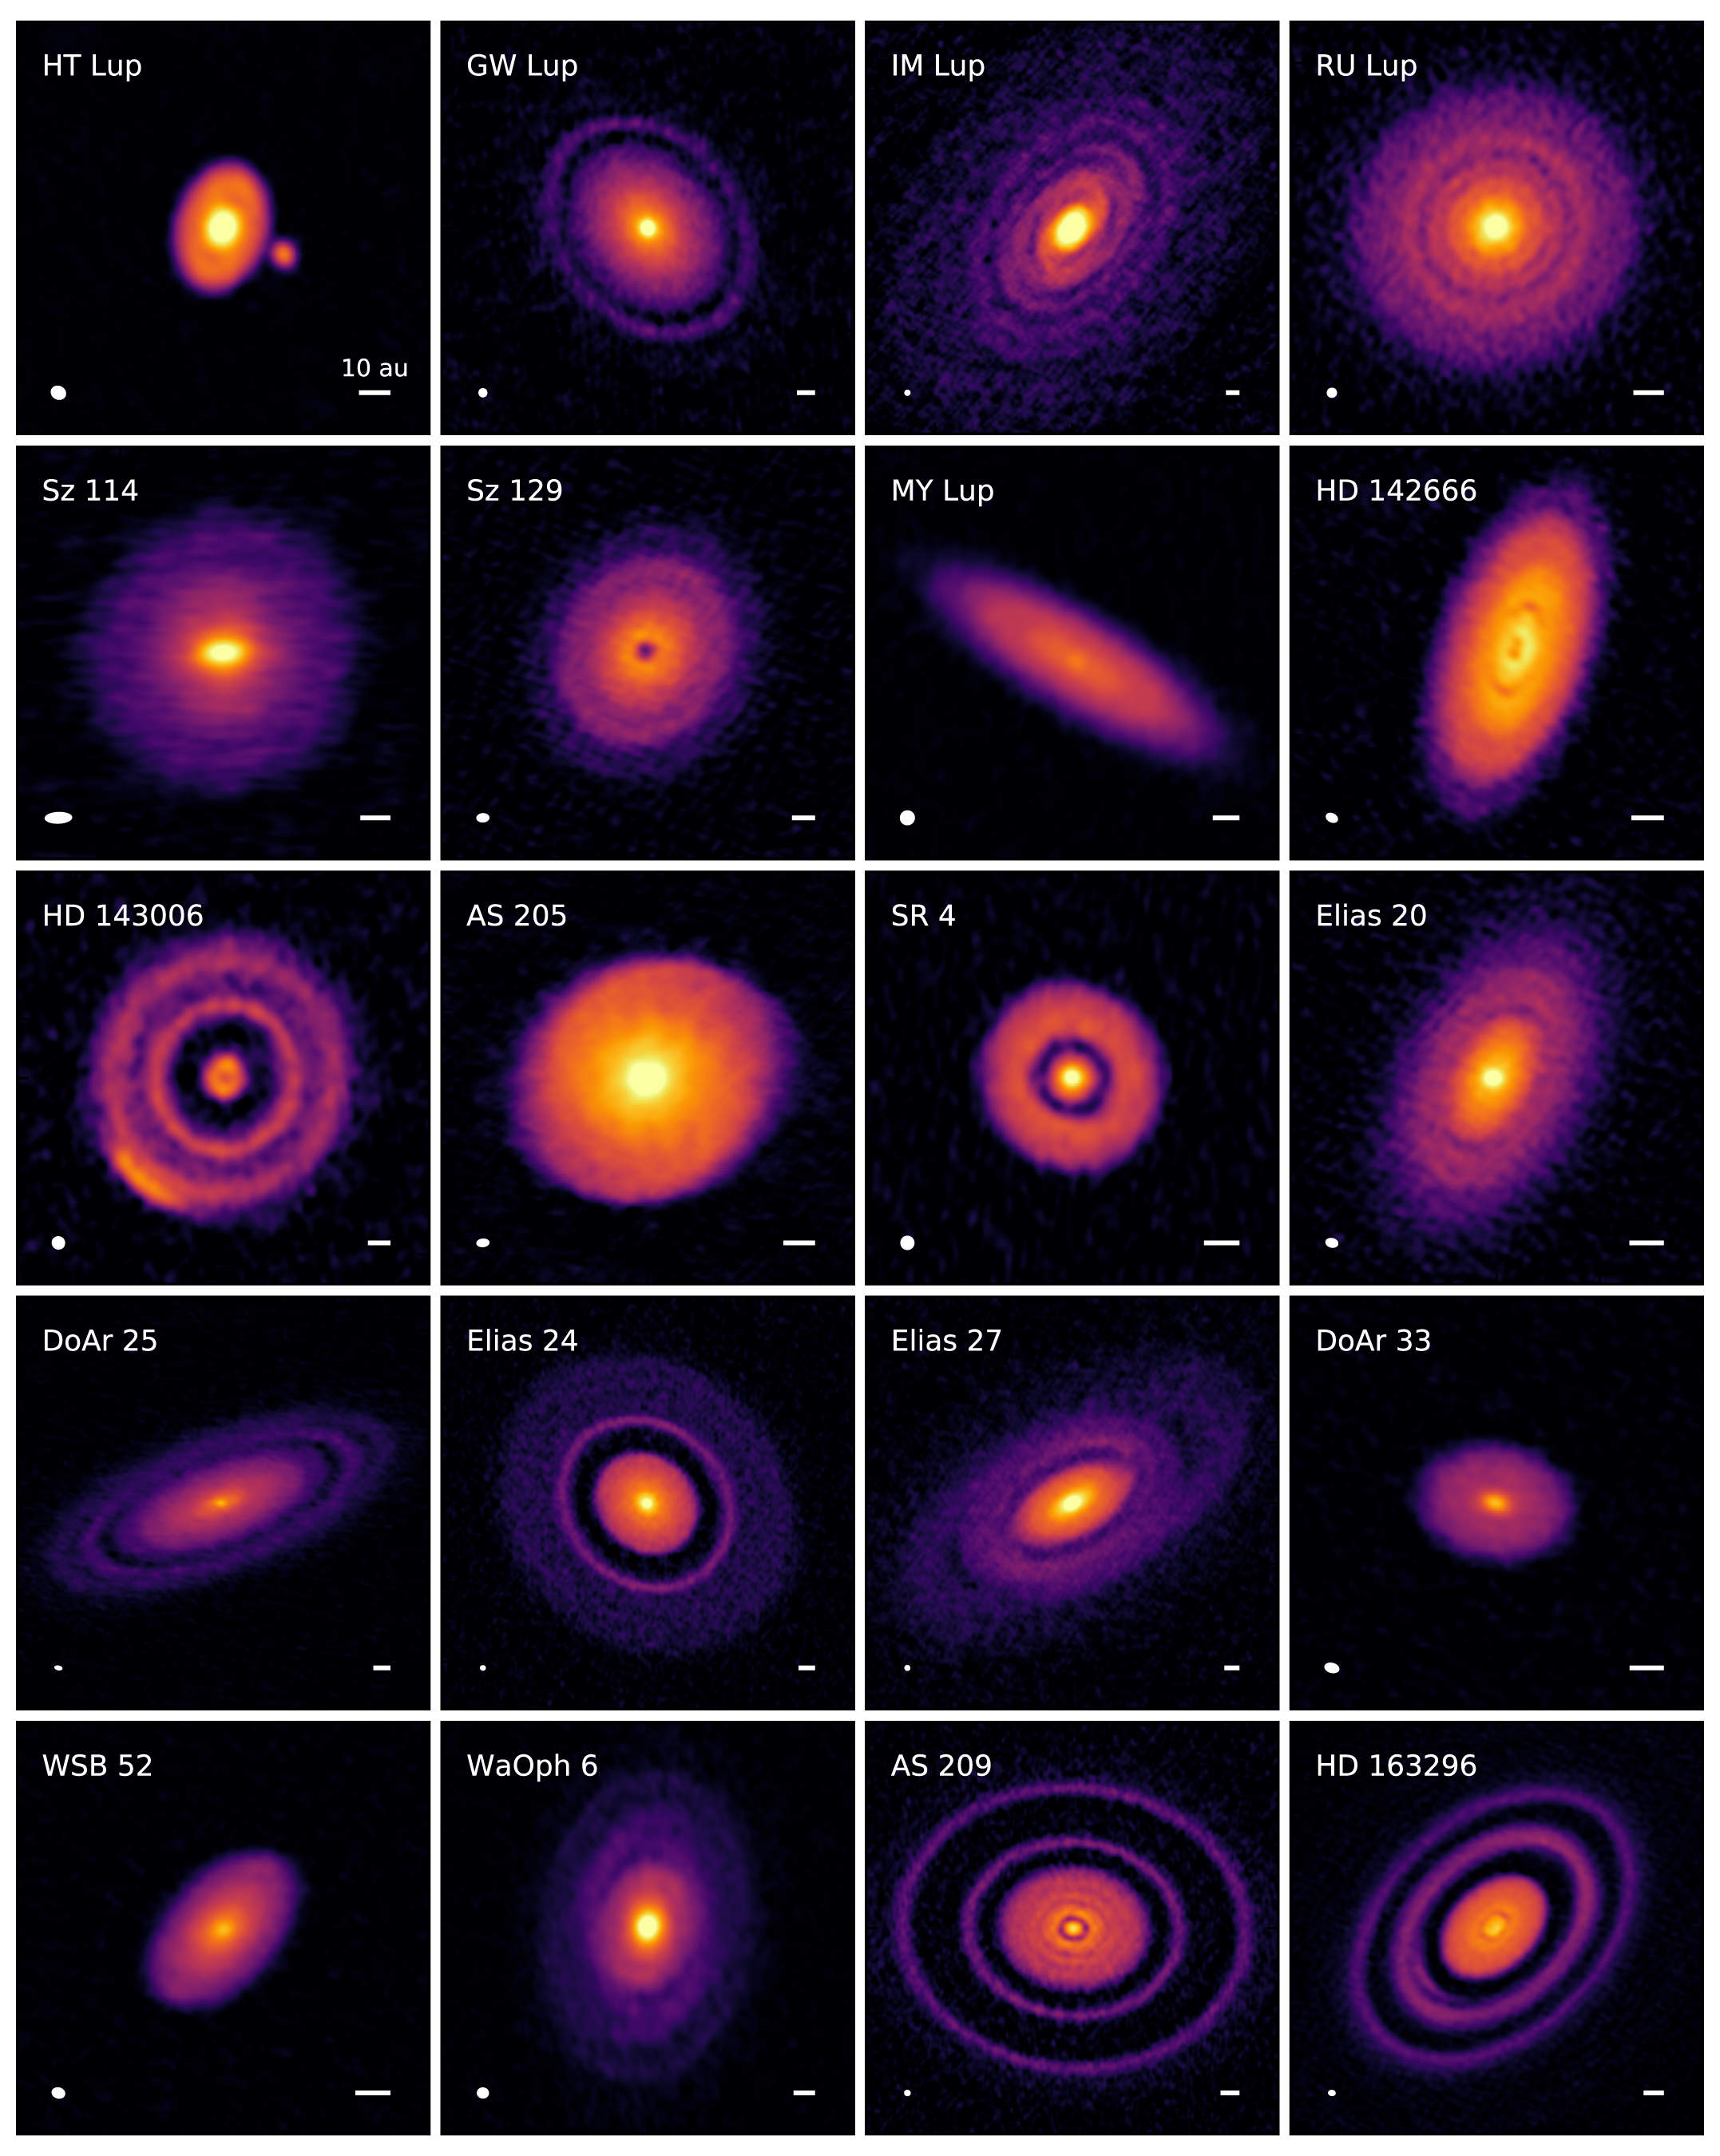 HT Lup
GW Lup
IM Lup
RU Lup
10 au
Sz 114
Sz 129
MY Lup
HD 142666
HD 143006
AS 205
SR 4
Elias 20
DoAr 25
Elias 24
Elias 27
DoAr 33
WSB 52
WaOph 6
AS 209
HD 163296